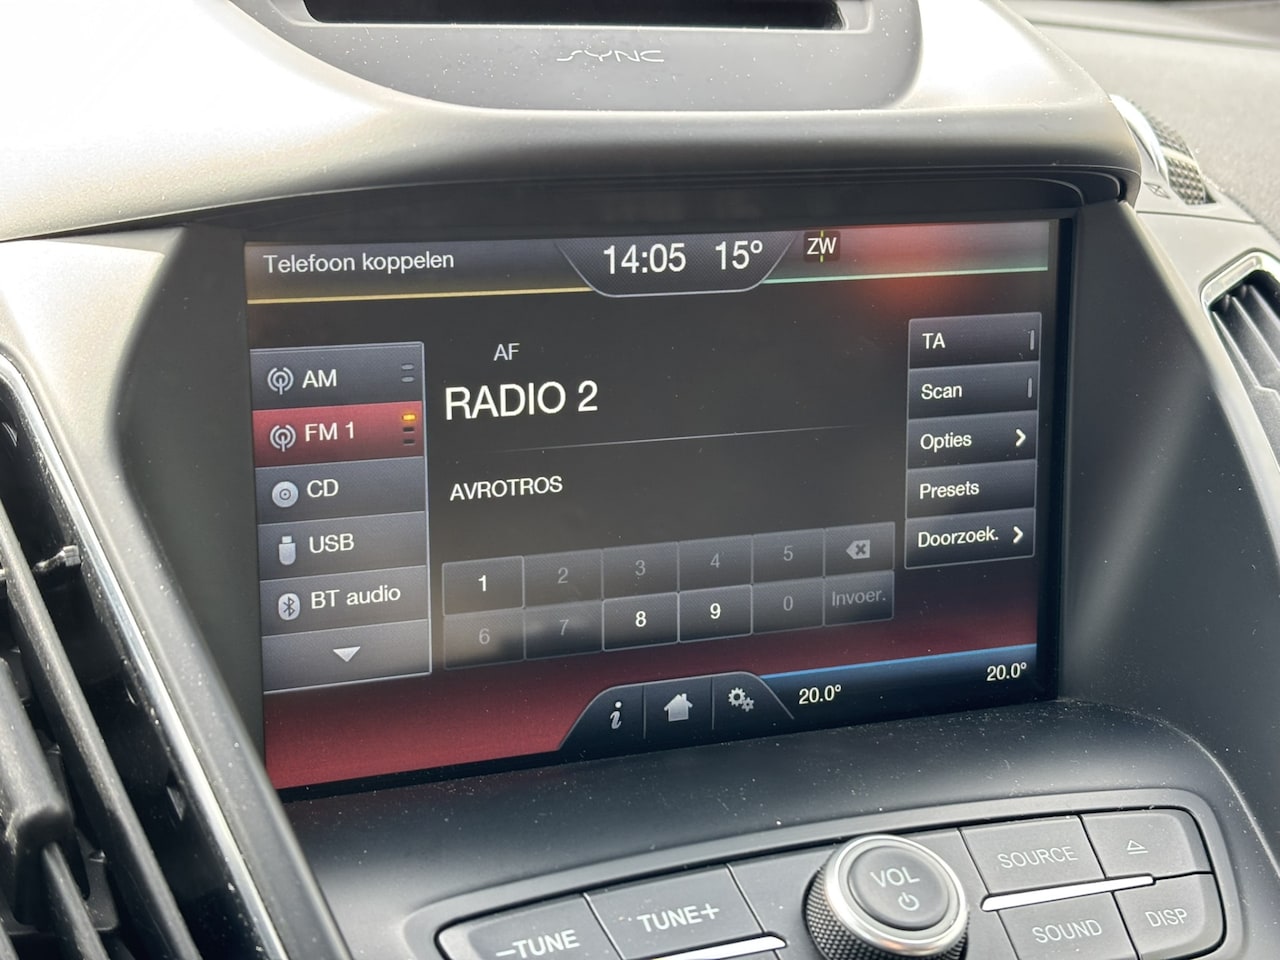 SYNC
Telefoon koppelen
14:05 15°
ZW
AM
FM 1
CD
USB
BT audio
AF
RADIO 2
AVROTROS
1 2 3 4 5
6 7 8 9 0 Invoer.
TA
Scan
Opties
Presets
Doorzoek.
i
20.0°
20.0°
–TUNE
TUNE+
VOL
SOURCE
SOUND
DISP